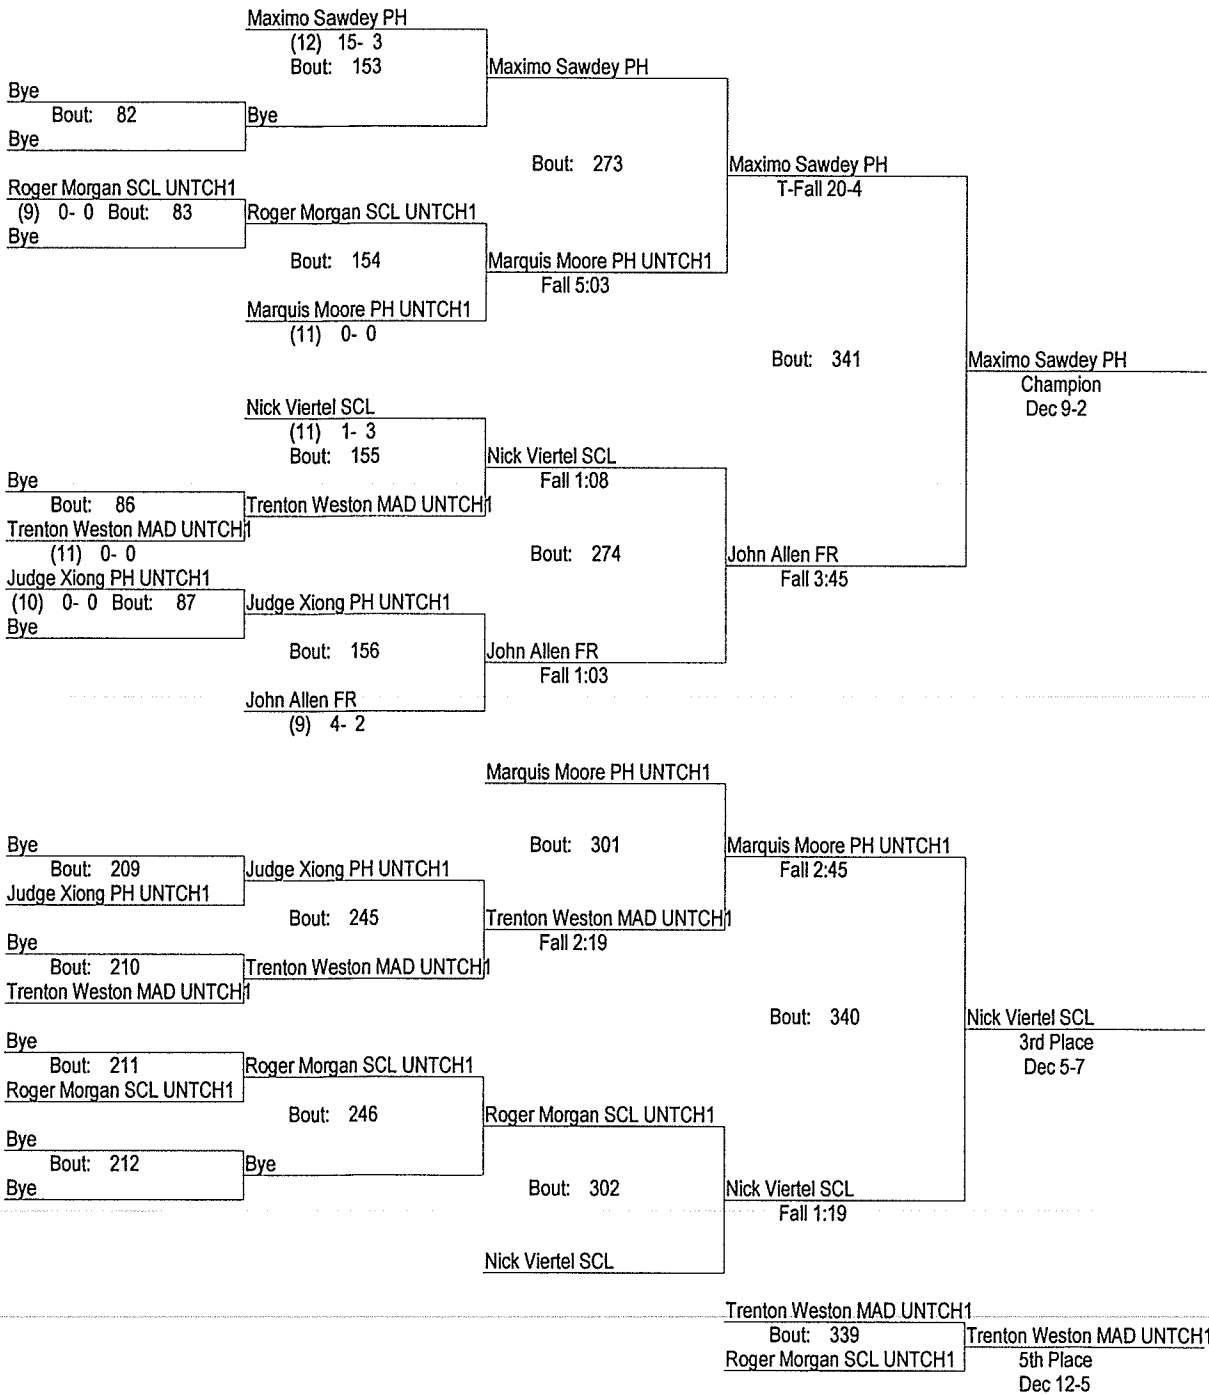 Maximo Sawdey PH
(12) 15- 3
Bout: 153
Maximo Sawdey PH
Bye
Bout: 82
Bye
Bye
Bout: 273
Maximo Sawdey PH
T-Fall 20-4
Roger Morgan SCL UNTCH1
(9) 0- 0 Bout: 83
Roger Morgan SCL UNTCH1
Bye
Bout: 154
Marquis Moore PH UNTCH1
Fall 5:03
Marquis Moore PH UNTCH1
(11) 0- 0
Bout: 341
Maximo Sawdey PH
Champion
Dec 9-2
Nick Viertel SCL
(11) 1- 3
Bout: 155
Nick Viertel SCL
Fall 1:08
Bye
Bout: 86
Trenton Weston MAD UNTCH1
Trenton Weston MAD UNTCH1
(11) 0- 0
Bout: 274
John Allen FR
Fall 3:45
Judge Xiong PH UNTCH1
(10) 0- 0 Bout: 87
Judge Xiong PH UNTCH1
Bye
Bout: 156
John Allen FR
Fall 1:03
John Allen FR
(9) 4- 2
Marquis Moore PH UNTCH1
Bout: 301
Marquis Moore PH UNTCH1
Fall 2:45
Bye
Bout: 209
Judge Xiong PH UNTCH1
Judge Xiong PH UNTCH1
Bout: 245
Trenton Weston MAD UNTCH1
Fall 2:19
Bye
Bout: 210
Trenton Weston MAD UNTCH1
Trenton Weston MAD UNTCH1
Bout: 340
Nick Viertel SCL
3rd Place
Dec 5-7
Bye
Bout: 211
Roger Morgan SCL UNTCH1
Roger Morgan SCL UNTCH1
Bout: 246
Roger Morgan SCL UNTCH1
Bye
Bout: 212
Bye
Bye
Bout: 302
Nick Viertel SCL
Fall 1:19
Nick Viertel SCL
Trenton Weston MAD UNTCH1
Bout: 339
Trenton Weston MAD UNTCH1
Roger Morgan SCL UNTCH1
5th Place
Dec 12-5